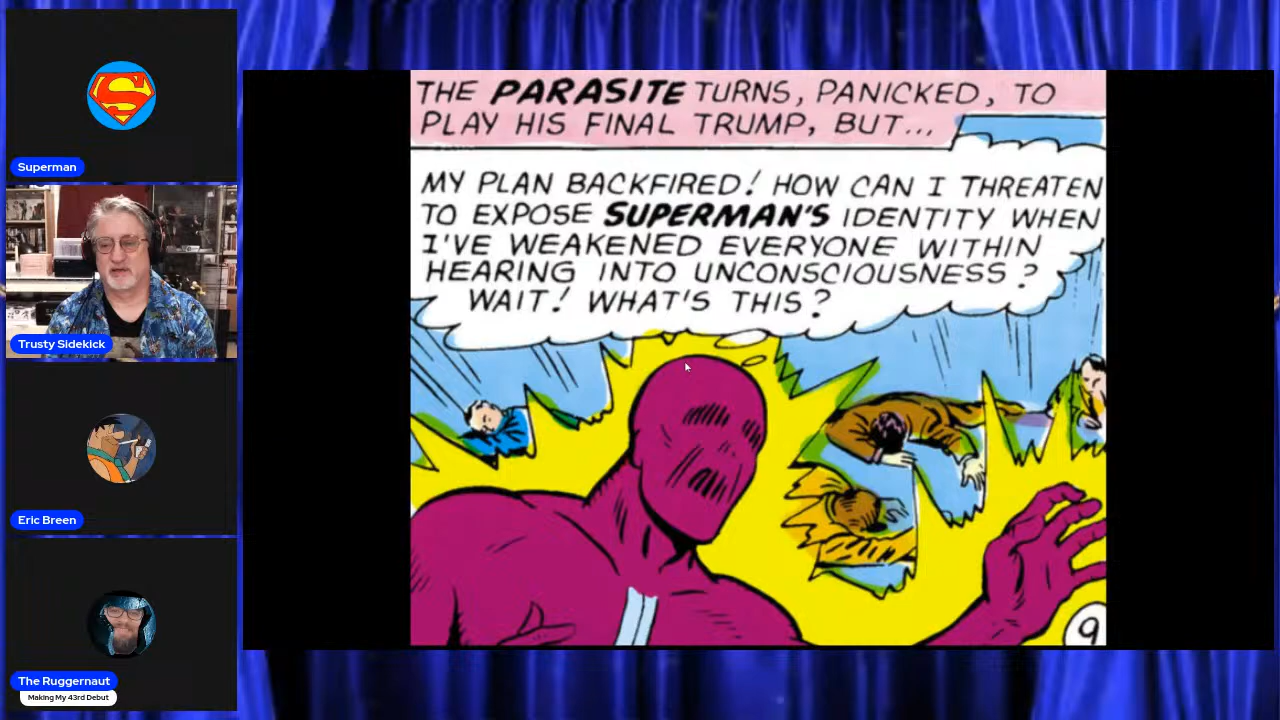 Superman
Trusty Sidekick
Eric Breen
The Ruggernaut
Making My 43rd Debut
THE PARASITE TURNS, PANICKED, TO
PLAY HIS FINAL TRUMP, BUT...
MY PLAN BACKFIRED! HOW CAN I THREATEN
TO EXPOSE SUPERMAN'S IDENTITY WHEN
I'VE WEAKENED EVERYONE WITHIN
HEARING INTO UNCONSCIOUSNESS?
WAIT! WHAT'S THIS?
9